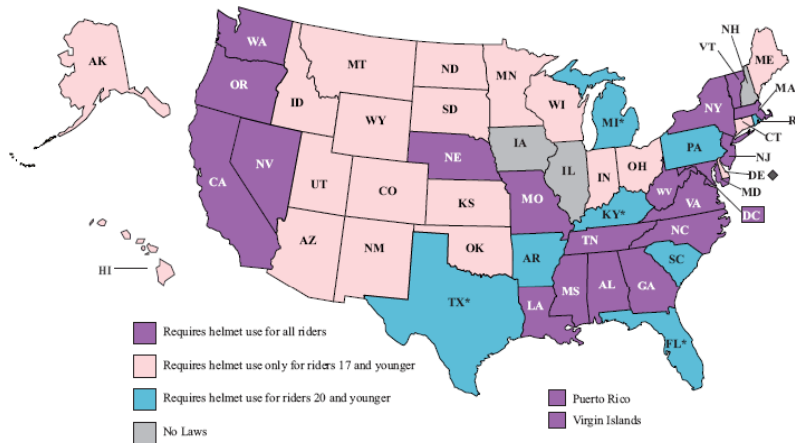 NH
VT
WA
ME
AK
MT
ND
MN
MA
OR
ID
SD
WI
NY
MI*
R
WY
CT
IA
PA
NE
NJ
NV
IL
IN
OH
DE◆
UT
CO
MD
CA
KS
MO
WV
VA
KY*
DC
NC
TN
AZ
NM
OK
AR
SC
HI
MS
AL
GA
TX*
LA
FL*
Requires helmet use for all riders
Requires helmet use only for riders 17 and younger
Requires helmet use for riders 20 and younger
No Laws
Puerto Rico
Virgin Islands